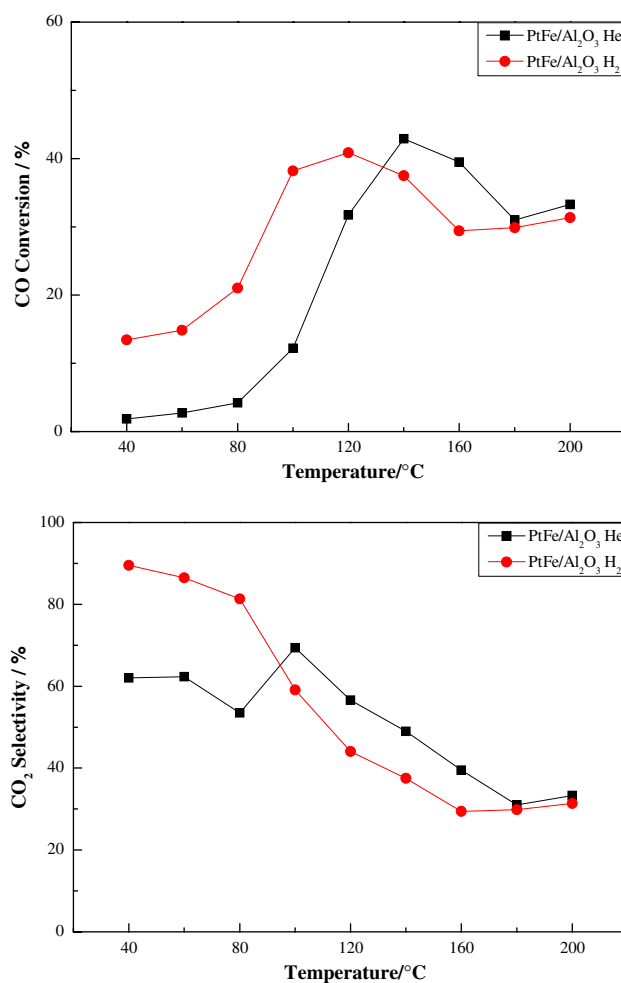 60
40
20
0
CO Conversion / %
PtFe/Al₂O₃ He
PtFe/Al₂O₃ H₂
40 80 120 160 200
Temperature/°C
100
80
60
40
20
0
CO₂ Selectivity / %
PtFe/Al₂O₃ He
PtFe/Al₂O₃ H₂
40 80 120 160 200
Temperature/°C